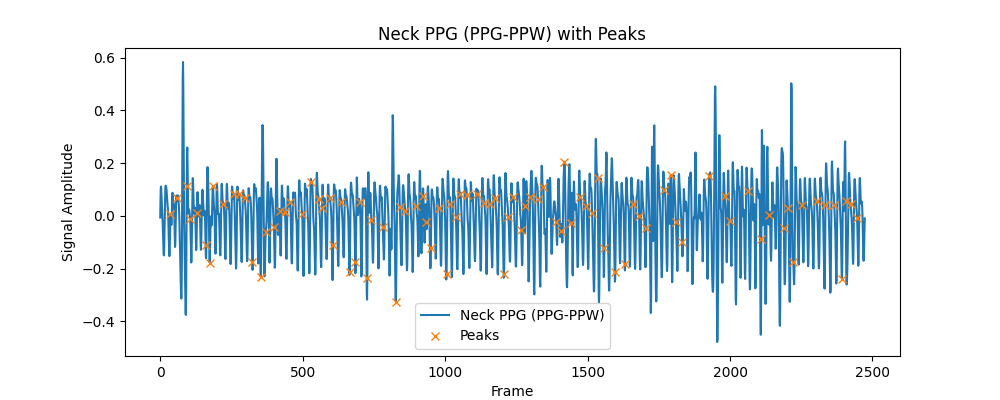 Neck PPG (PPG-PPW) with Peaks
Signal Amplitude
0.6
0.4
0.2
0.0
−0.2
−0.4
Neck PPG (PPG-PPW)
Peaks
0 500 1000 1500 2000 2500
Frame